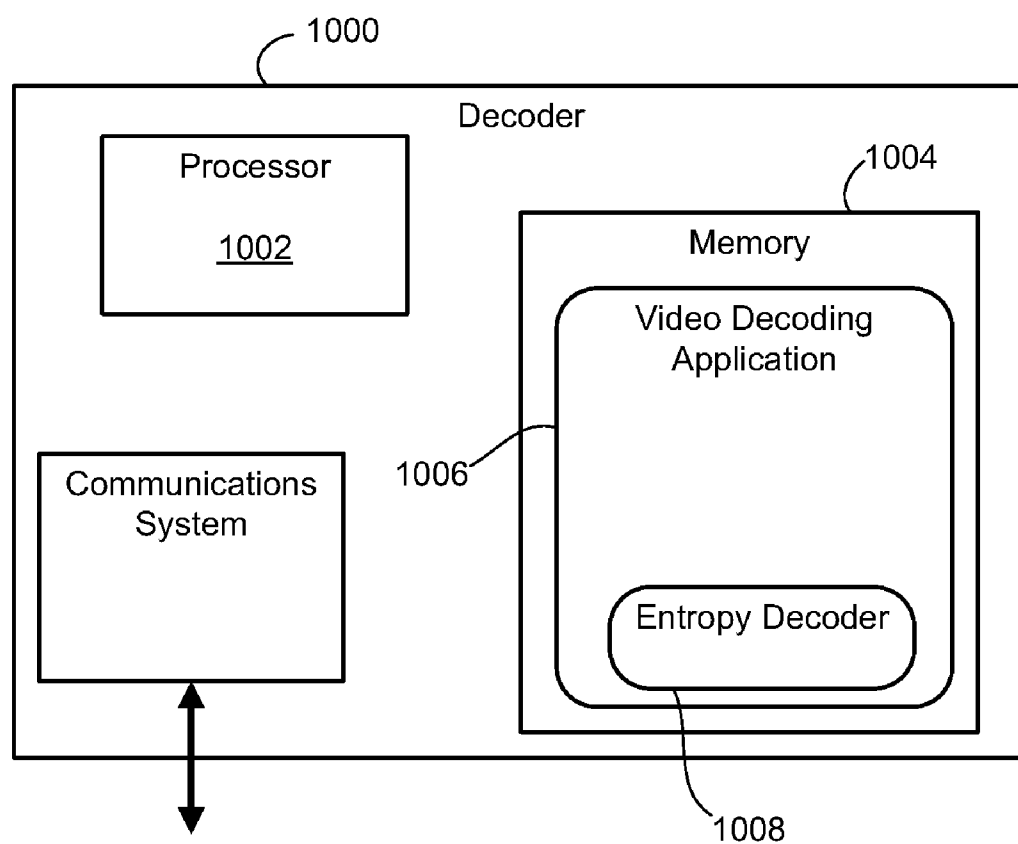 1000
Decoder
Processor
1002
1004
Memory
Video Decoding
Application
1006
Communications
System
Entropy Decoder
1008